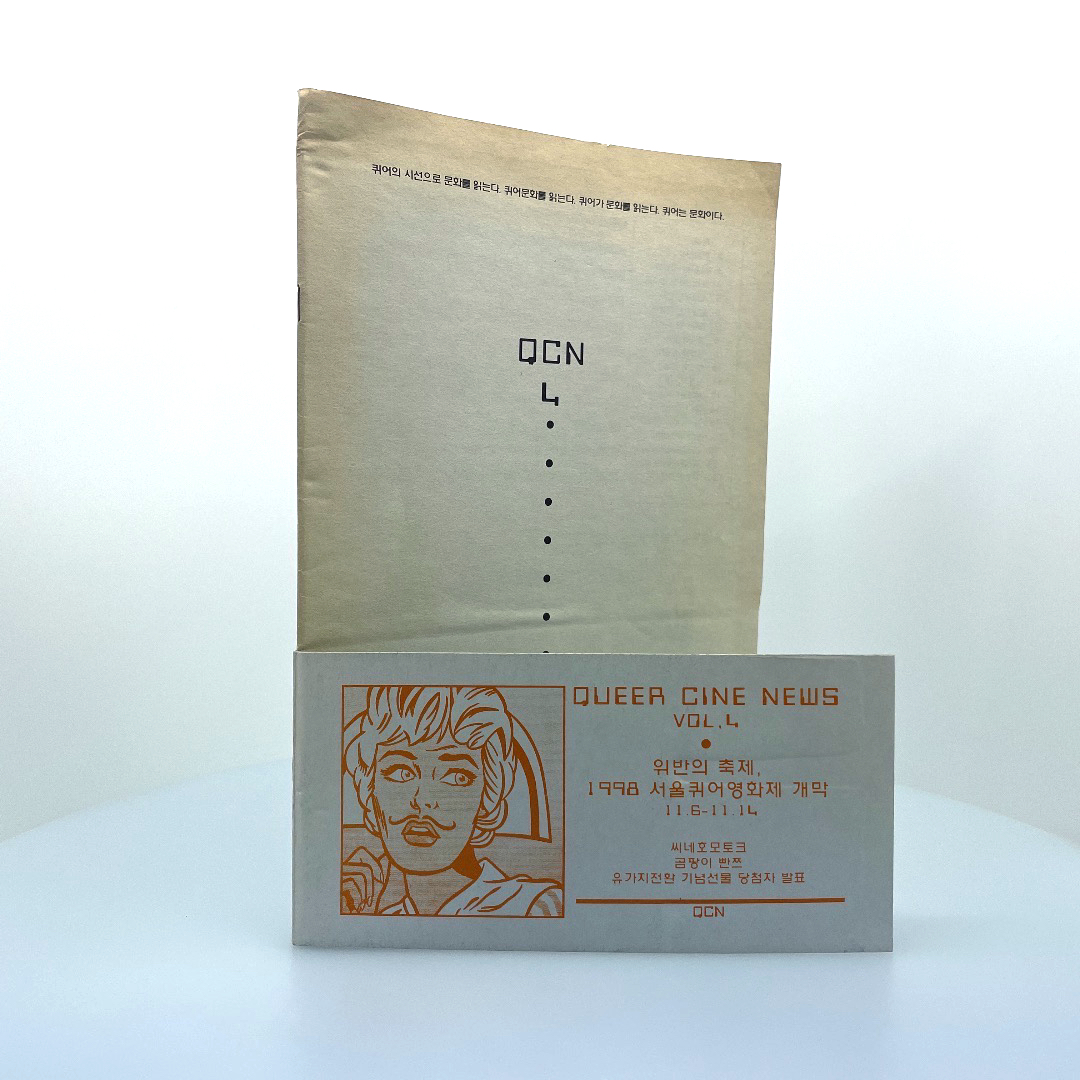 퀴어의 시선으로 문화를 읽는다. 퀴어문화를 읽는다. 퀴어가 문화를 읽는다. 퀴어는 문화이다.
QCN
4
QUEER CINE NEWS
VOL.4
위반의 축제,
1998 서울퀴어영화제 개막
11.6-11.14
씨네호모토크
곰팡이 빤쯔
유가지전환 기념선물 당첨자 발표
QCN